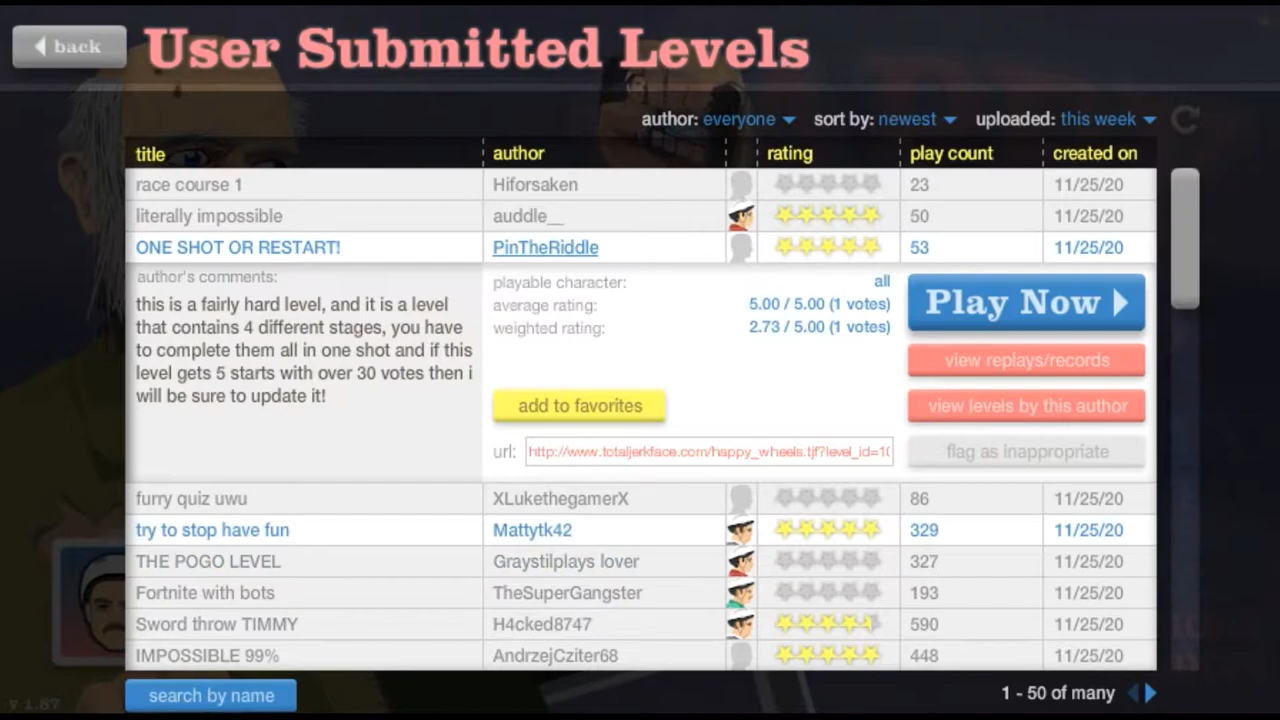 back
User Submitted Levels
author: everyone sort by: newest uploaded: this week
title author rating play count created on
race course 1 Hiforsaken 23 11/25/20
literally impossible auddle__ 50 11/25/20
ONE SHOT OR RESTART! PinTheRiddle 53 11/25/20
author's comments:
this is a fairly hard level, and it is a level
that contains 4 different stages, you have
to complete them all in one shot and if this
level gets 5 starts with over 30 votes then i
will be sure to update it!
playable character: all
average rating: 5.00 / 5.00 (1 votes)
weighted rating: 2.73 / 5.00 (1 votes)
add to favorites
url: http://www.totaljerkface.com/happy_wheels.tjf?level_id=1(
Play Now
view replays/records
view levels by this author
flag as inappropriate
furry quiz uwu XLukethegamerX 86 11/25/20
try to stop have fun Mattytk42 329 11/25/20
THE POGO LEVEL Graystilplays lover 327 11/25/20
Fortnite with bots TheSuperGangster 193 11/25/20
Sword throw TIMMY H4cked8747 590 11/25/20
IMPOSSIBLE 99% AndrzejCziter68 448 11/25/20
v 1.87 search by name 1 - 50 of many